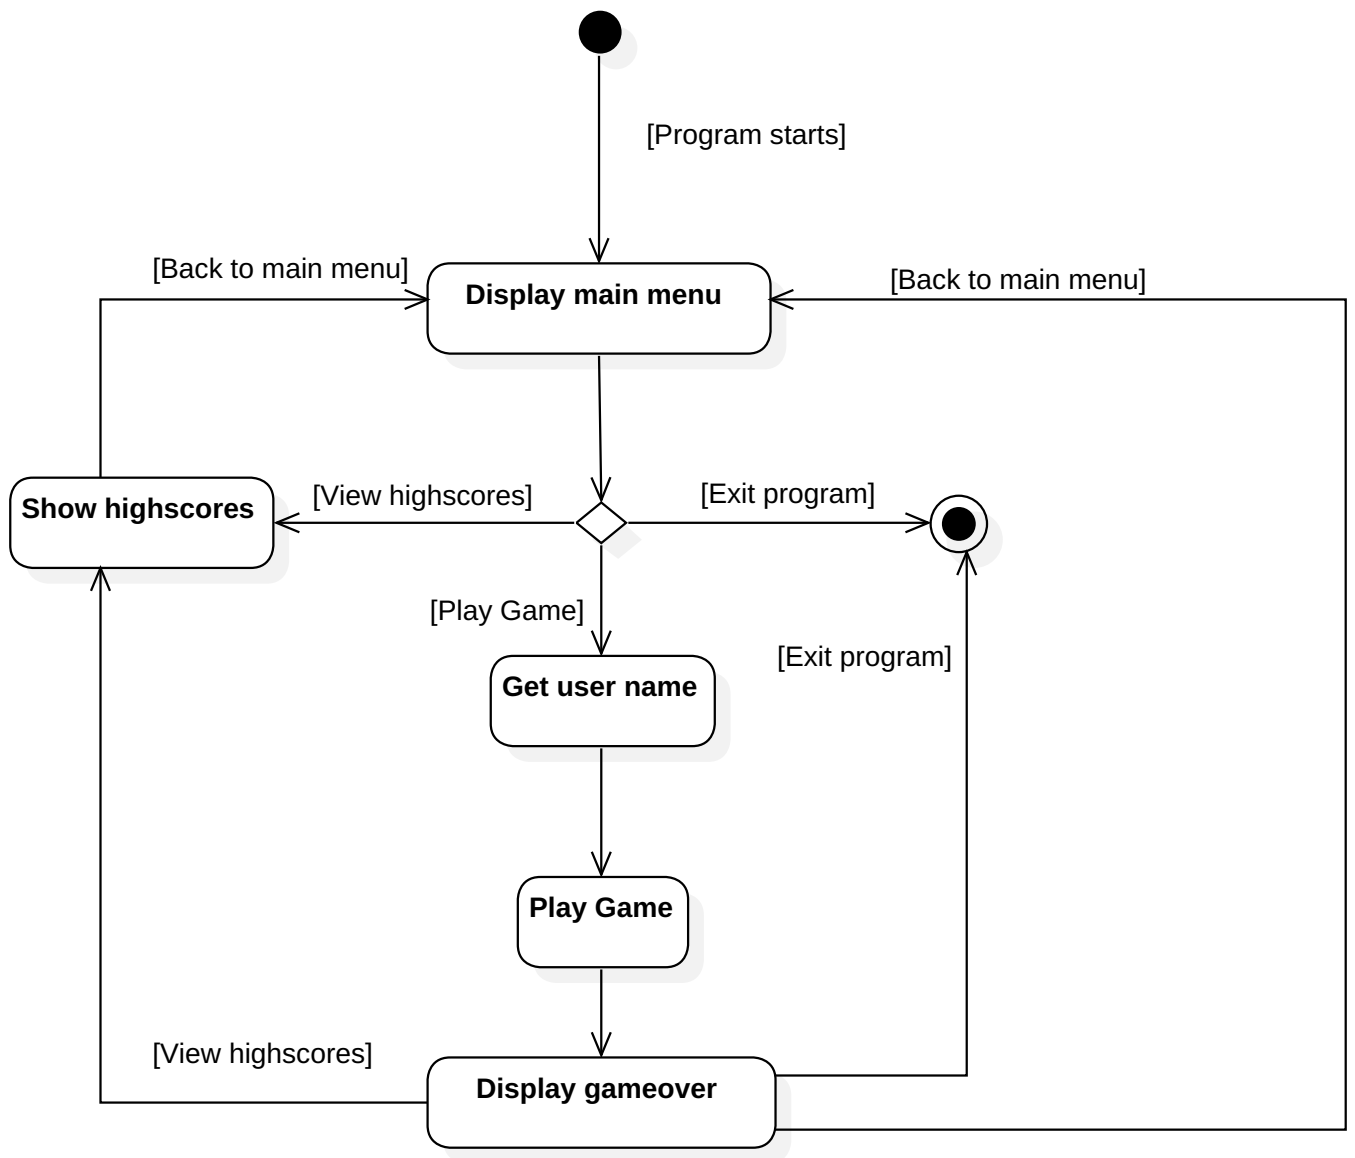 [Program starts]
[Back to main menu]
Display main menu
[Back to main menu]
Show highscores
[View highscores]
[Exit program]
[Play Game]
[Exit program]
Get user name
Play Game
[View highscores]
Display gameover